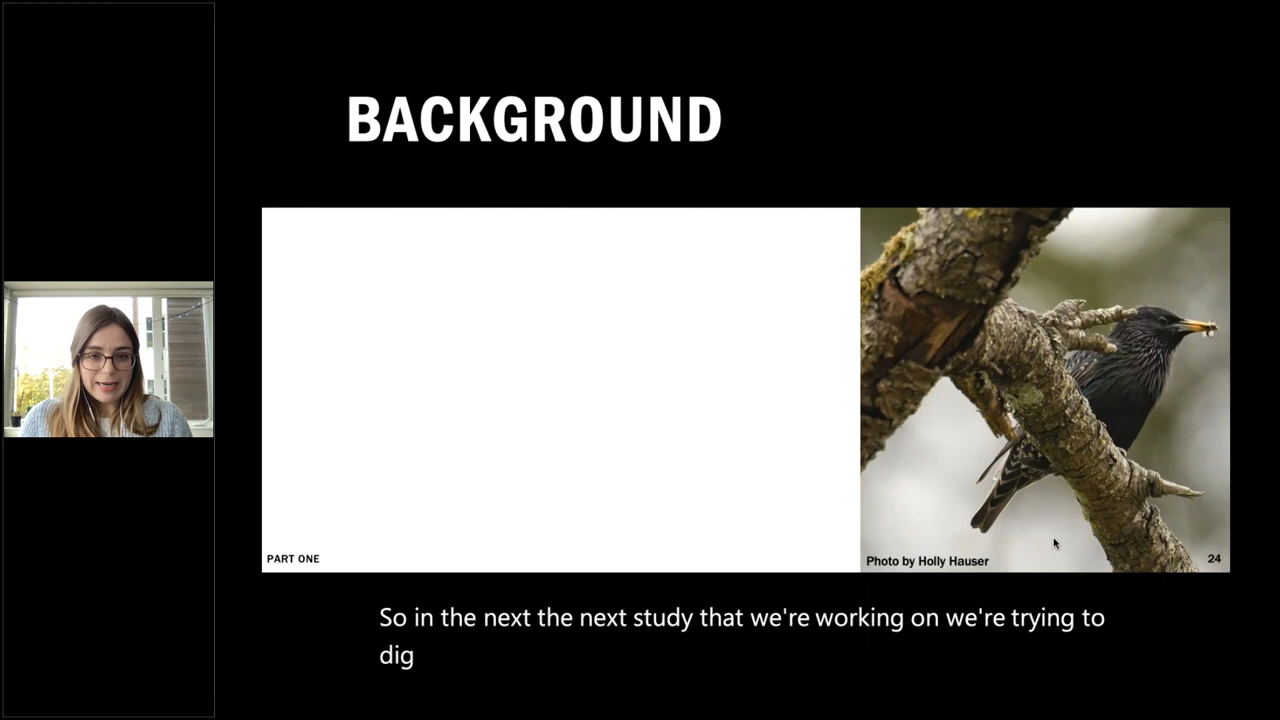 BACKGROUND
PART ONE
Photo by Holly Hauser
24
So in the next the next study that we're working on we're trying to
dig